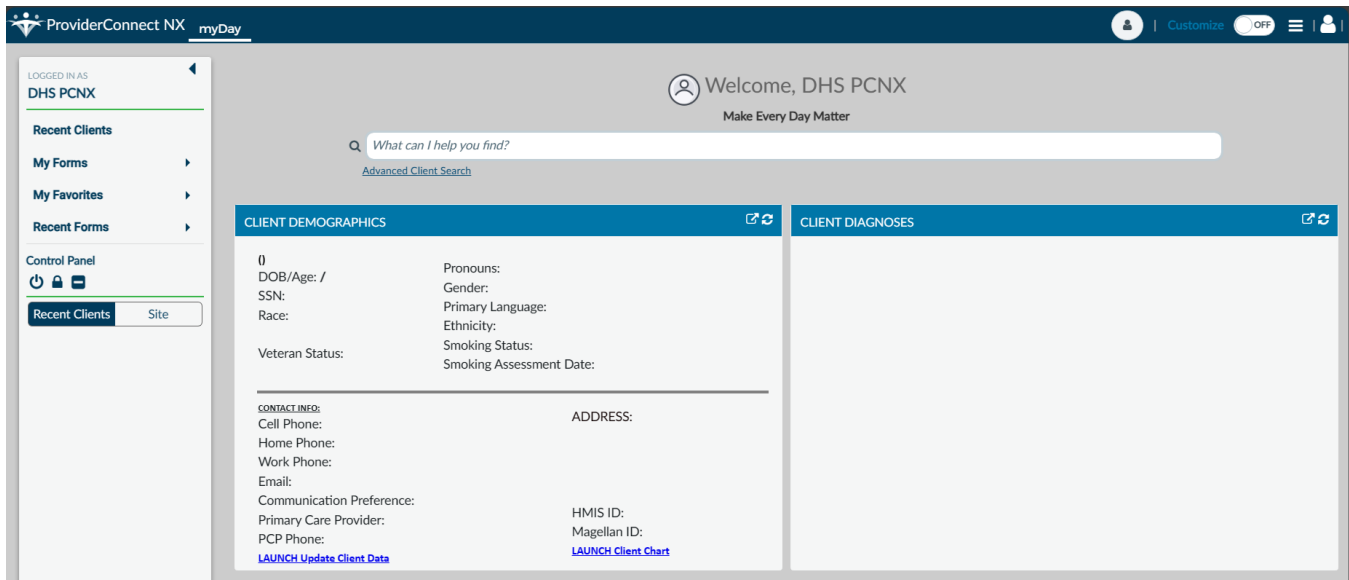 ProviderConnect NX myDay
Customize OFF
LOGGED IN AS
DHS PCNX
Recent Clients
My Forms
My Favorites
Recent Forms
Control Panel
Recent Clients Site
Welcome, DHS PCNX
Make Every Day Matter
What can I help you find?
Advanced Client Search
CLIENT DEMOGRAPHICS
()
DOB/Age: /
SSN:
Race:
Veteran Status:
Pronouns:
Gender:
Primary Language:
Ethnicity:
Smoking Status:
Smoking Assessment Date:
CONTACT INFO:
Cell Phone:
Home Phone:
Work Phone:
Email:
Communication Preference:
Primary Care Provider:
PCP Phone:
LAUNCH Update Client Data
ADDRESS:
HMIS ID:
Magellan ID:
LAUNCH Client Chart
CLIENT DIAGNOSES